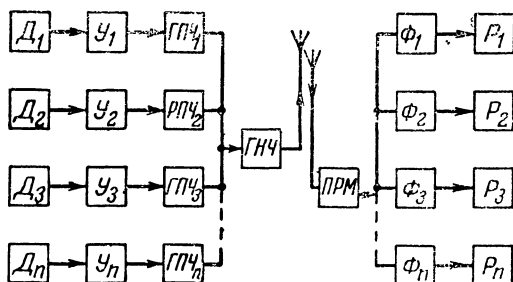 Д₁ У₁ ГПЧ₁ Ф₁ Р₁
Д₂ У₂ РПЧ₂ Ф₂ Р₂
ГНЧ
Д₃ У₃ ГПЧ₃ ПРМ Ф₃ Р₃
Дₙ Уₙ ГПЧₙ Фₙ Рₙ